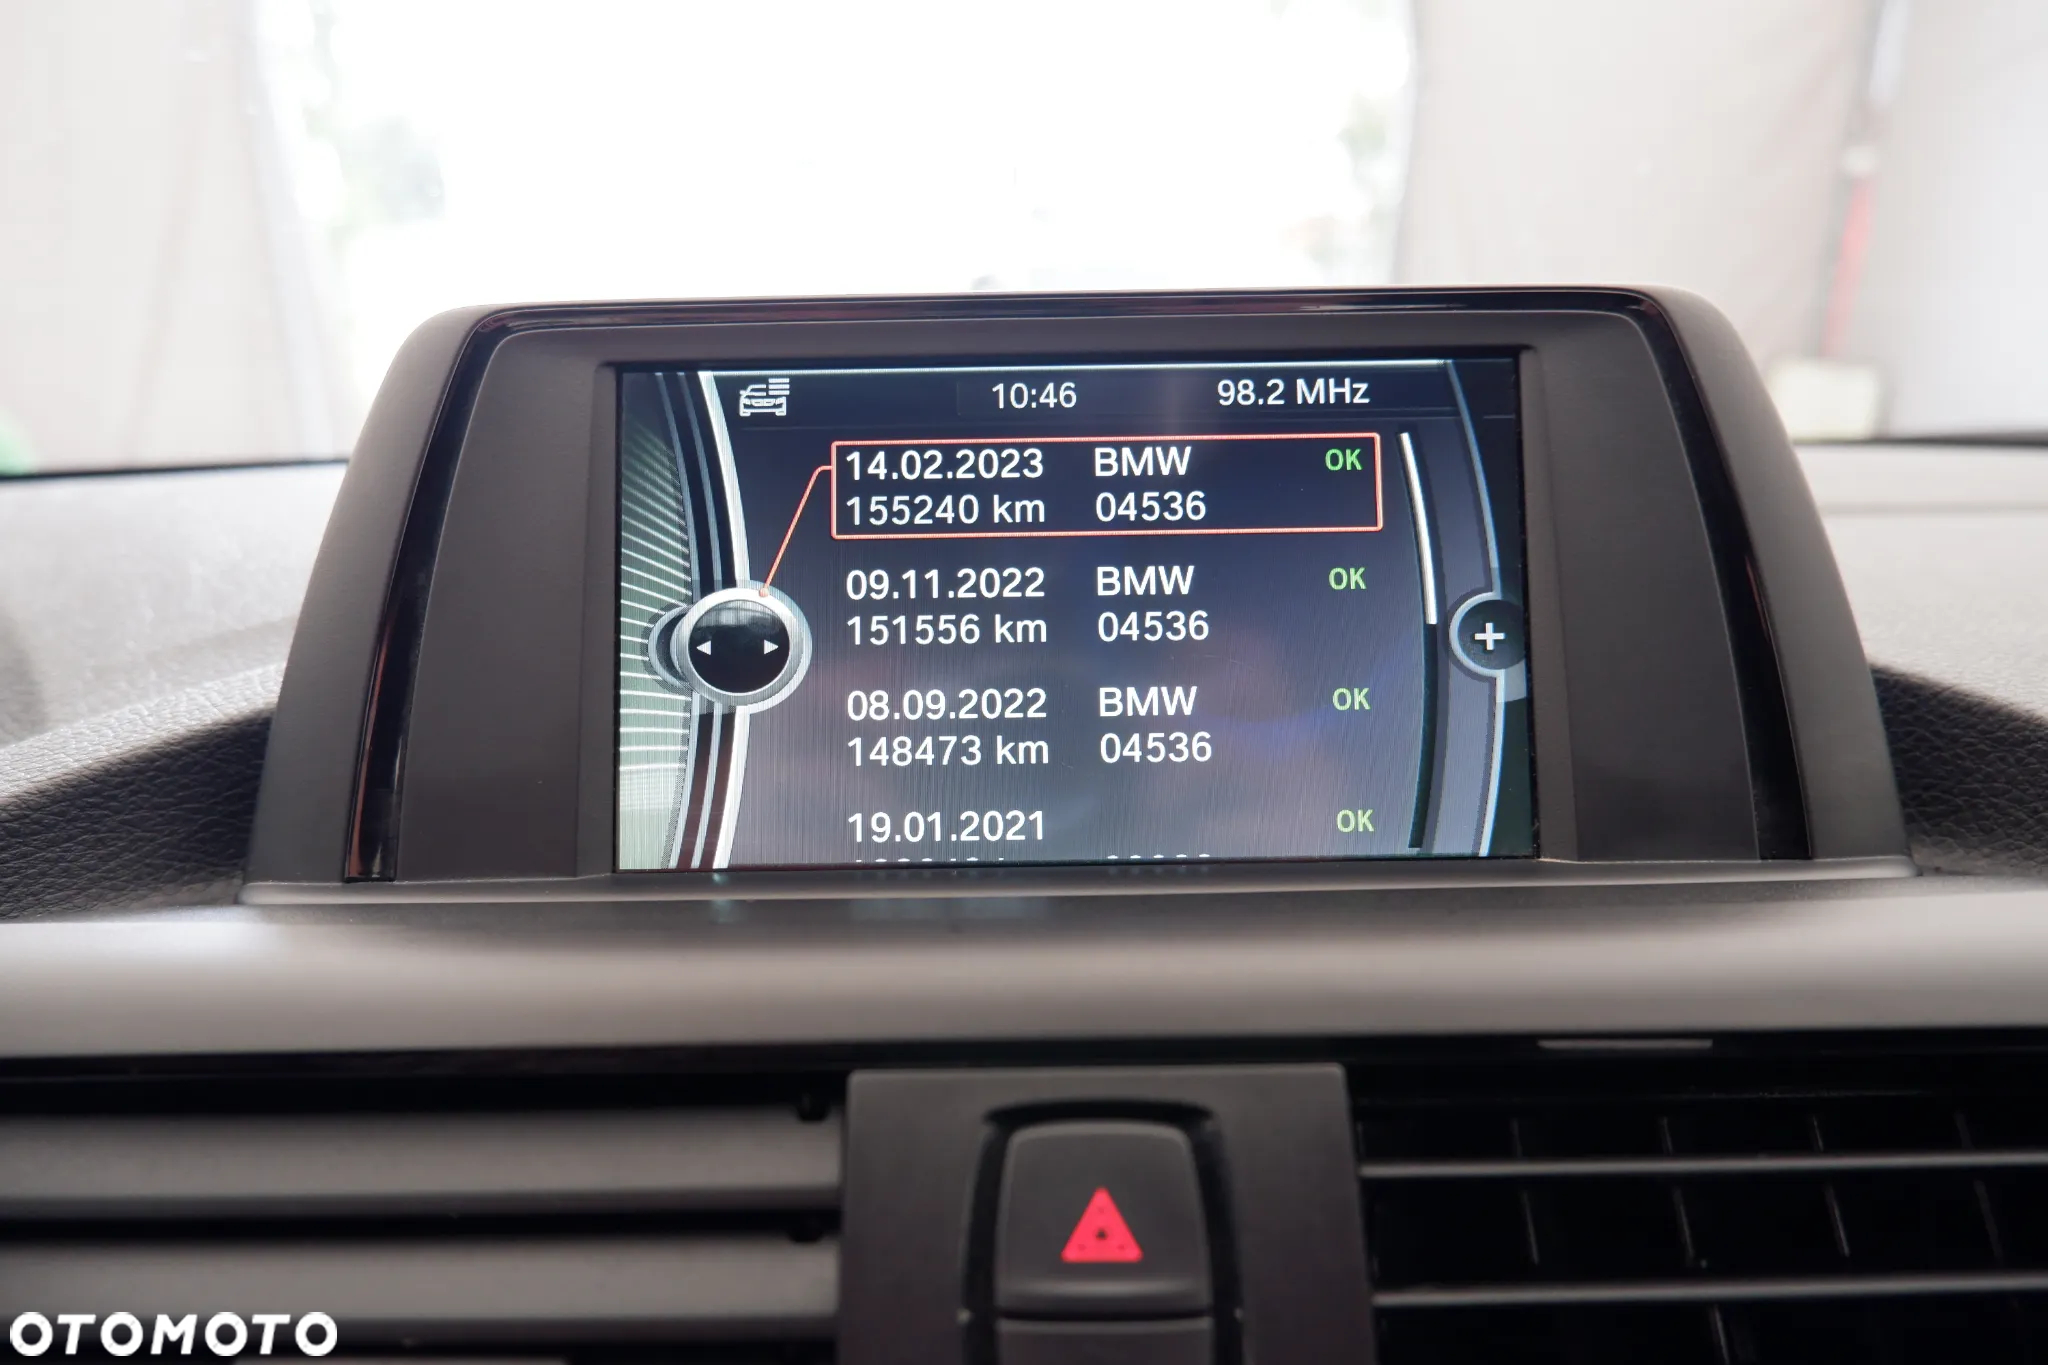 10:46 98.2 MHz
14.02.2023 BMW OK
155240 km 04536
09.11.2022 BMW OK
151556 km 04536
08.09.2022 BMW OK
148473 km 04536
19.01.2021 OK
OTOMOTO